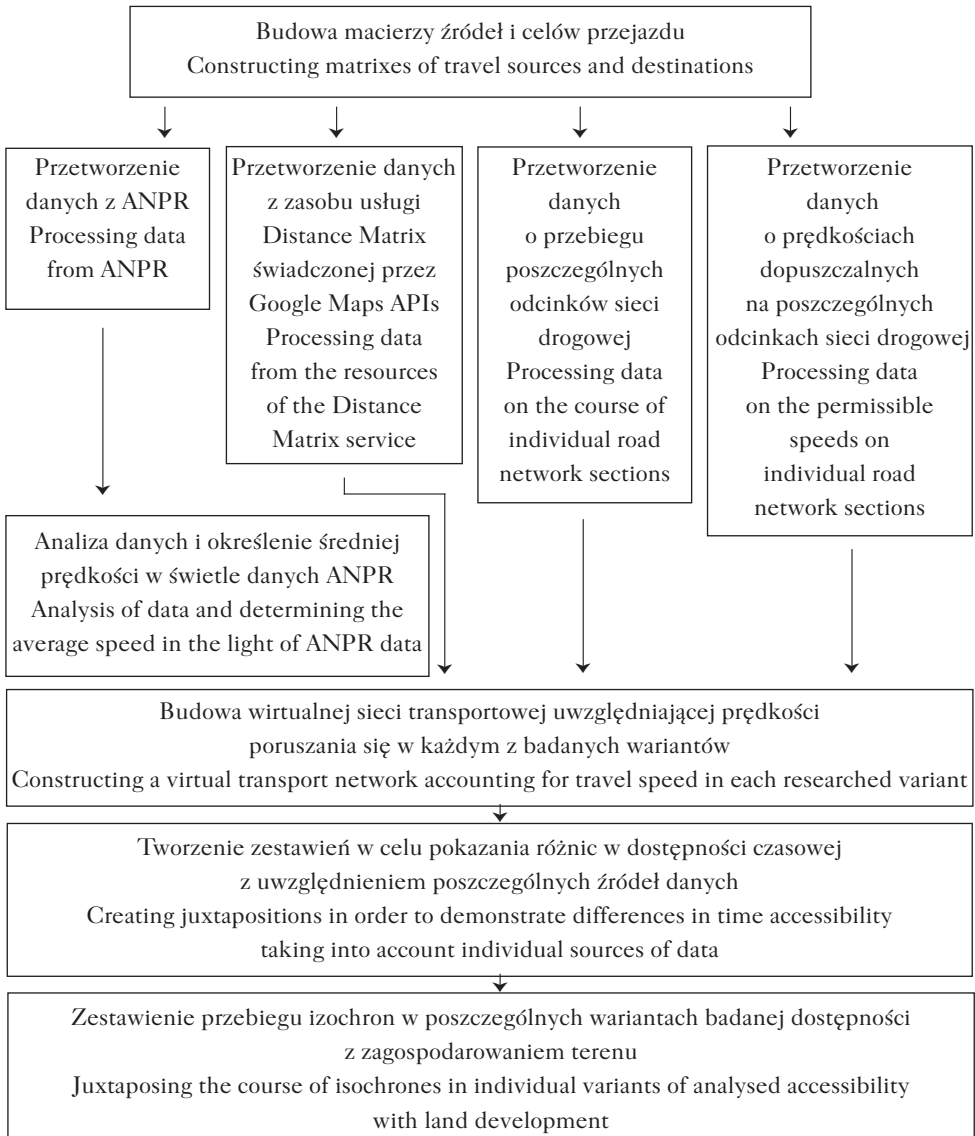 Budowa macierzy źródeł i celów przejazdu
Constructing matrixes of travel sources and destinations
Przetworzenie
danych z ANPR
Processing data
from ANPR
Przetworzenie danych
z zasobu usługi
Distance Matrix
świadczonej przez
Google Maps APIs
Processing data
from the resources
of the Distance
Matrix service
Przetworzenie
danych
o przebiegu
poszczególnych
odcinków sieci
drogowej
Processing data
on the course of
individual road
network sections
Przetworzenie
danych
o prędkościach
dopuszczalnych
na poszczególnych
odcinkach sieci drogowej
Processing data
on the permissible
speeds on
individual road
network sections
Analiza danych i określenie średniej
prędkości w świetle danych ANPR
Analysis of data and determining the
average speed in the light of ANPR data
Budowa wirtualnej sieci transportowej uwzględniającej prędkości
poruszania się w każdym z badanych wariantów
Constructing a virtual transport network accounting for travel speed in each researched variant
Tworzenie zestawień w celu pokazania różnic w dostępności czasowej
z uwzględnieniem poszczególnych źródeł danych
Creating juxtapositions in order to demonstrate differences in time accessibility
taking into account individual sources of data
Zestawienie przebiegu izochron w poszczególnych wariantach badanej dostępności
z zagospodarowaniem terenu
Juxtaposing the course of isochrones in individual variants of analysed accessibility
with land development